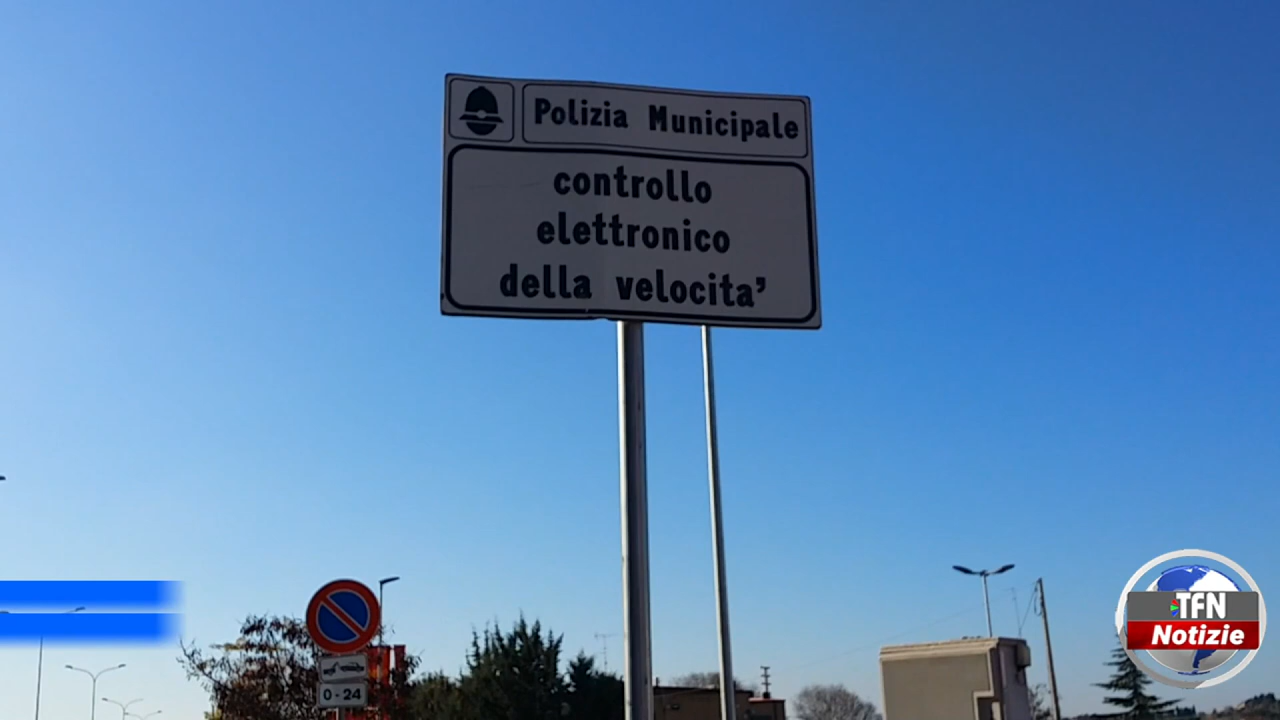 Polizia Municipale
controllo
elettronico
della velocita'
0-24
TFN
Notizie